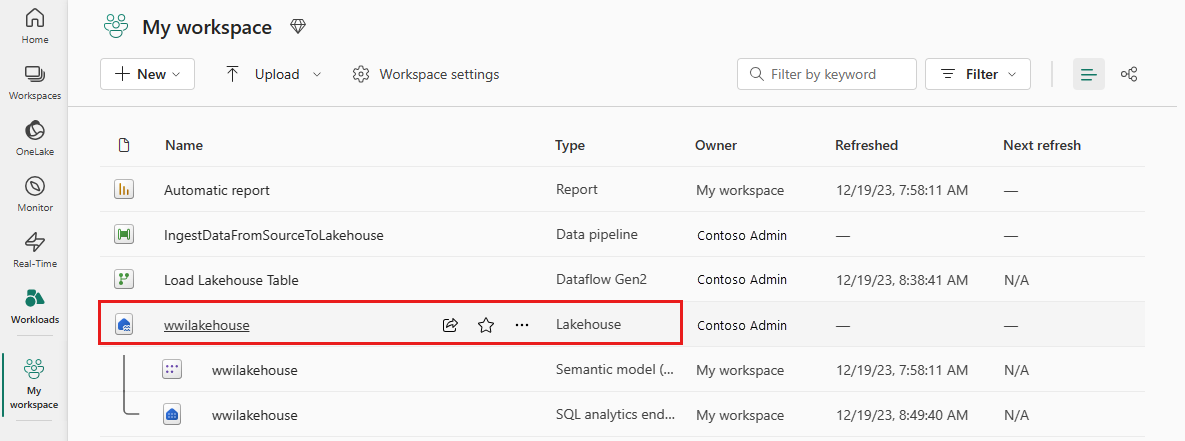 Home
Workspaces
OneLake
Monitor
Real-Time
Workloads
My
workspace
My workspace
New Upload Workspace settings Filter by keyword Filter
Name Type Owner Refreshed Next refresh
Automatic report Report My workspace 12/19/23, 7:58:11 AM —
IngestDataFromSourceToLakehouse Data pipeline Contoso Admin — —
Load Lakehouse Table Dataflow Gen2 Contoso Admin 12/19/23, 8:38:41 AM N/A
wwilakehouse ... Lakehouse Contoso Admin — —
wwilakehouse Semantic model (... My workspace 12/19/23, 7:58:11 AM N/A
wwilakehouse SQL analytics end... My workspace 12/19/23, 8:49:40 AM N/A